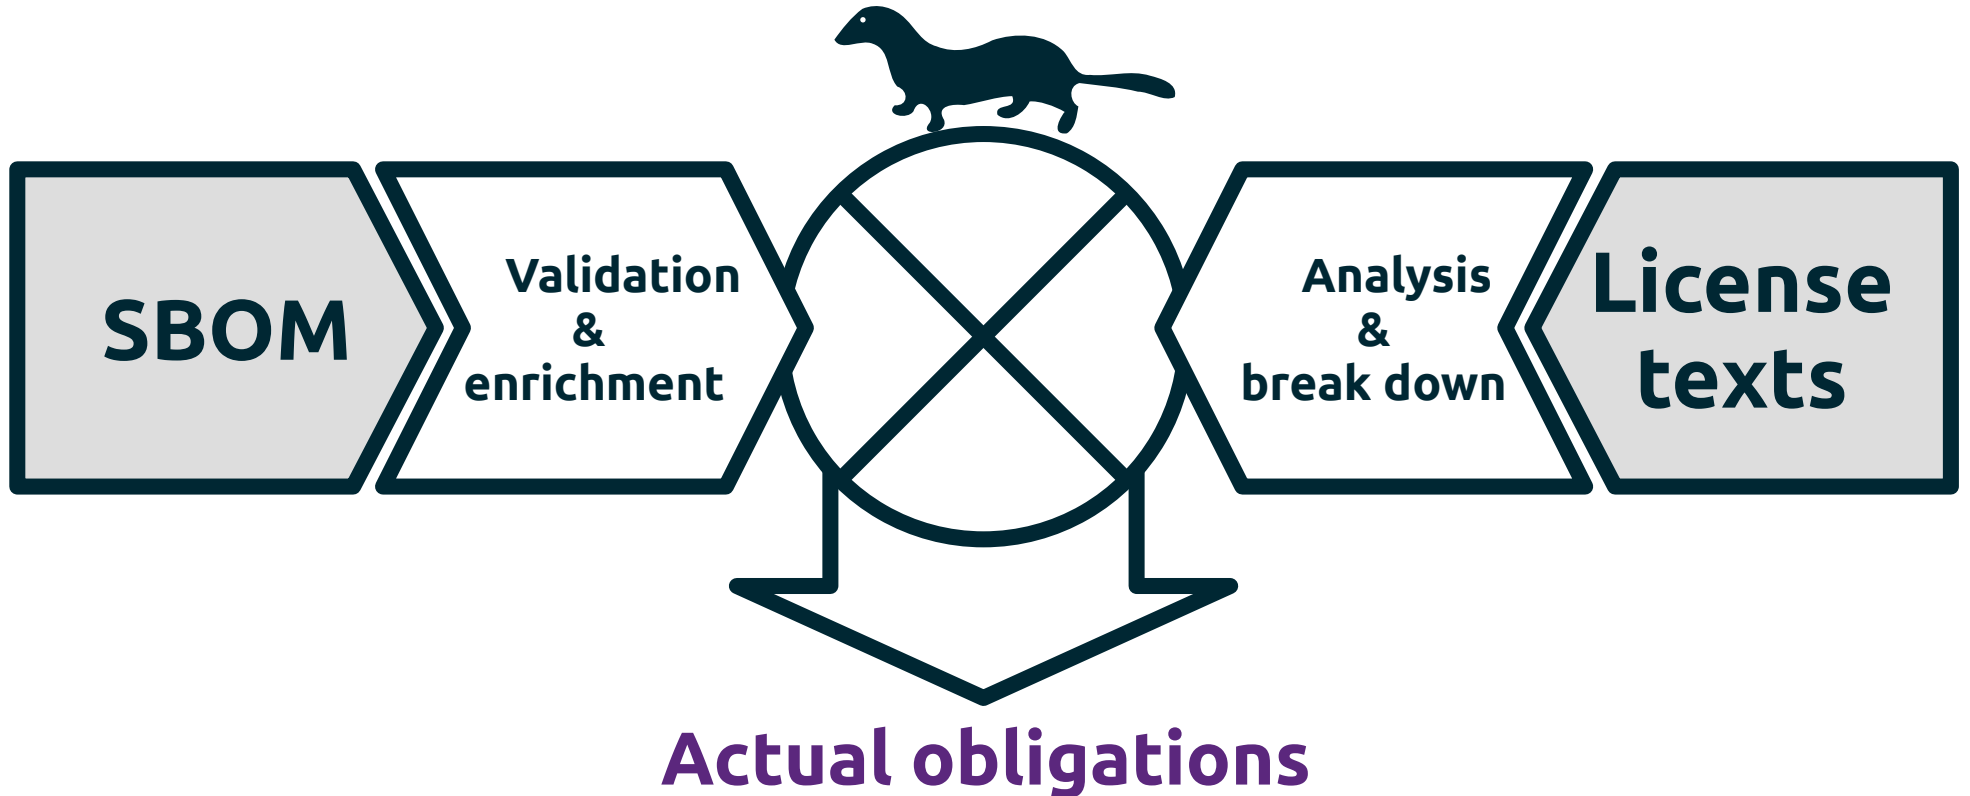 SBOM
Validation
&
enrichment
Analysis
&
break down
License
texts
Actual obligations